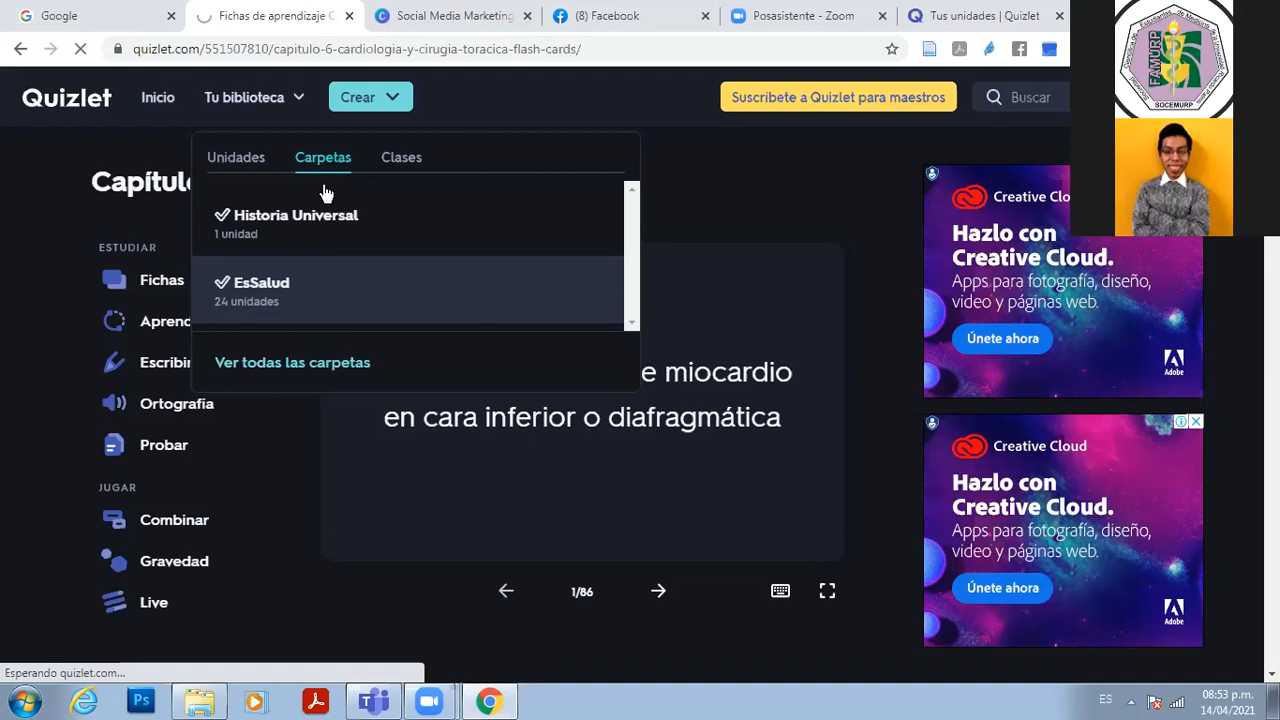 Google
Fichas de aprendizaje C
Social Media Marketing
(8) Facebook
Posasistente - Zoom
Tus unidades | Quizlet
quizlet.com/551507810/capitulo-6-cardiologia-y-cirugia-toracica-flash-cards/
Quizlet
Inicio
Tu biblioteca
Crear
Suscríbete a Quizlet para maestros
Buscar
Unidades
Carpetas
Clases
Historia Universal
1 unidad
EsSalud
24 unidades
Ver todas las carpetas
Capítulo
ESTUDIAR
Fichas
Aprend
Escribir
Ortografía
Probar
JUGAR
Combinar
Gravedad
Live
e miocardio
en cara inferior o diafragmática
1/86
Creative Clo
Hazlo con
Creative Cloud.
Apps para fotografía, diseño,
video y páginas web.
Únete ahora
Adobe
Creative Cloud
Hazlo con
Creative Cloud.
Apps para fotografía, diseño,
video y páginas web.
Únete ahora
Adobe
FAMURP
SOCEMURP
Esperando quizlet.com...
Ps
ES
08:53 p.m.
14/04/2021